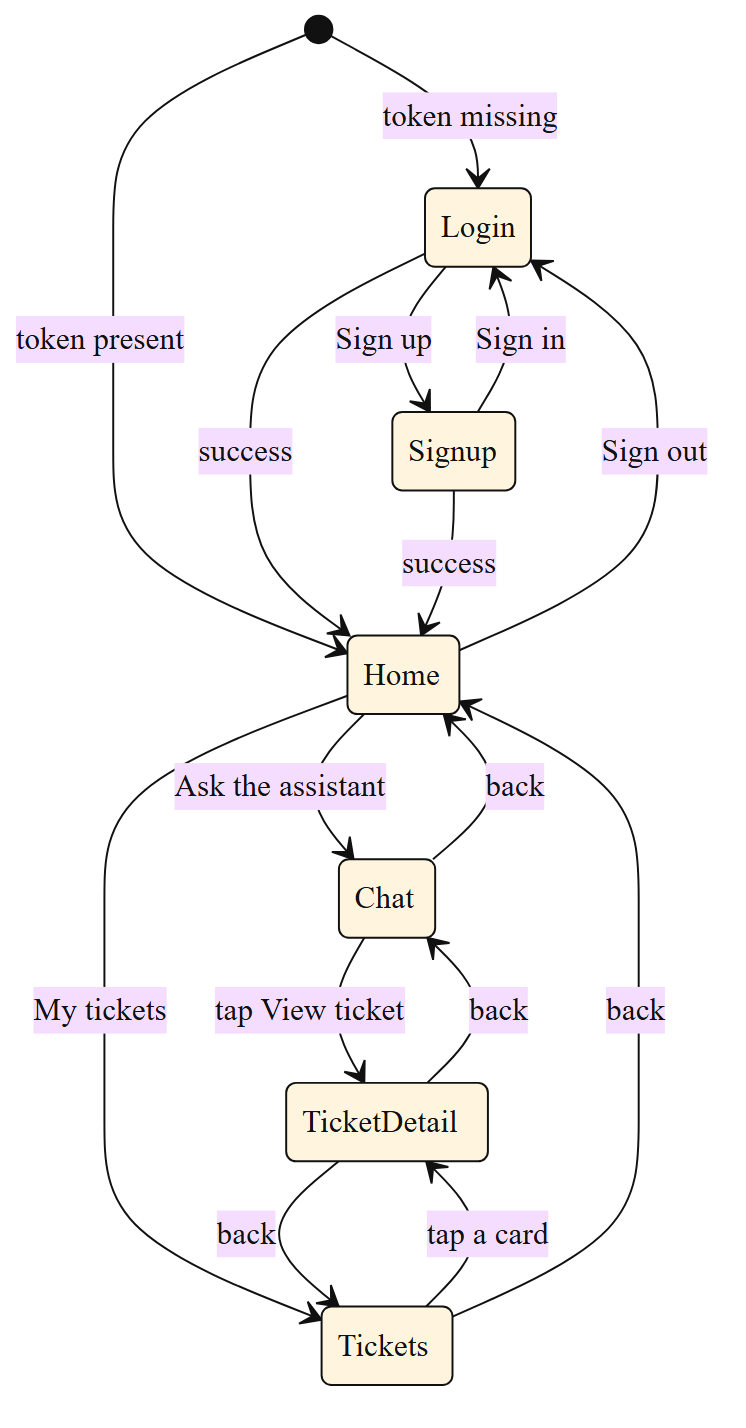 token missing
Login
token present
Sign up
Sign in
success
Signup
Sign out
success
Home
Ask the assistant
back
Chat
My tickets
tap View ticket
back
back
TicketDetail
back
tap a card
Tickets